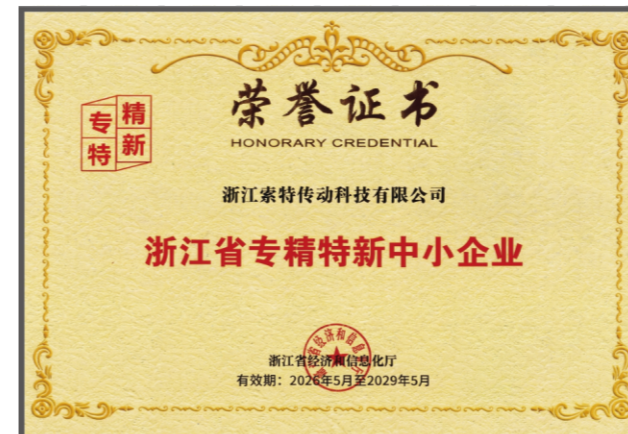 专精
特新
荣誉证书
HONORARY CREDENTIAL
浙江索特传动科技有限公司
浙江省专精特新中小企业
浙江省经济和信息化厅
有效期：2026年5月至2029年5月